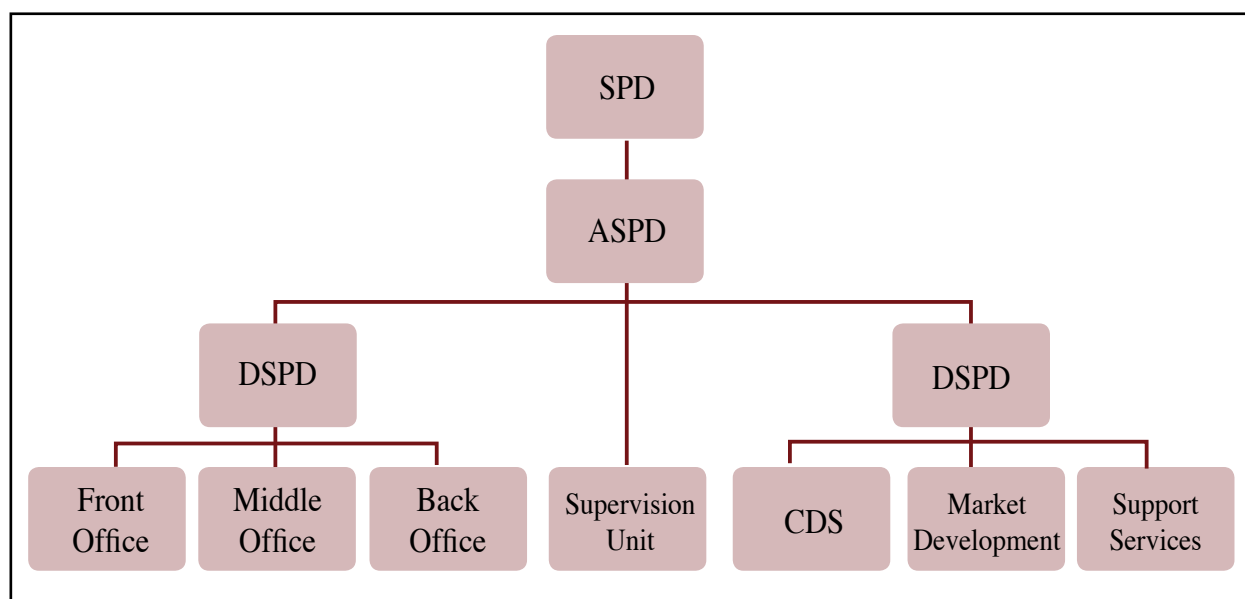 SPD
ASPD
DSPD
DSPD
Front
Office
Middle
Office
Back
Office
Supervision
Unit
CDS
Market
Development
Support
Services